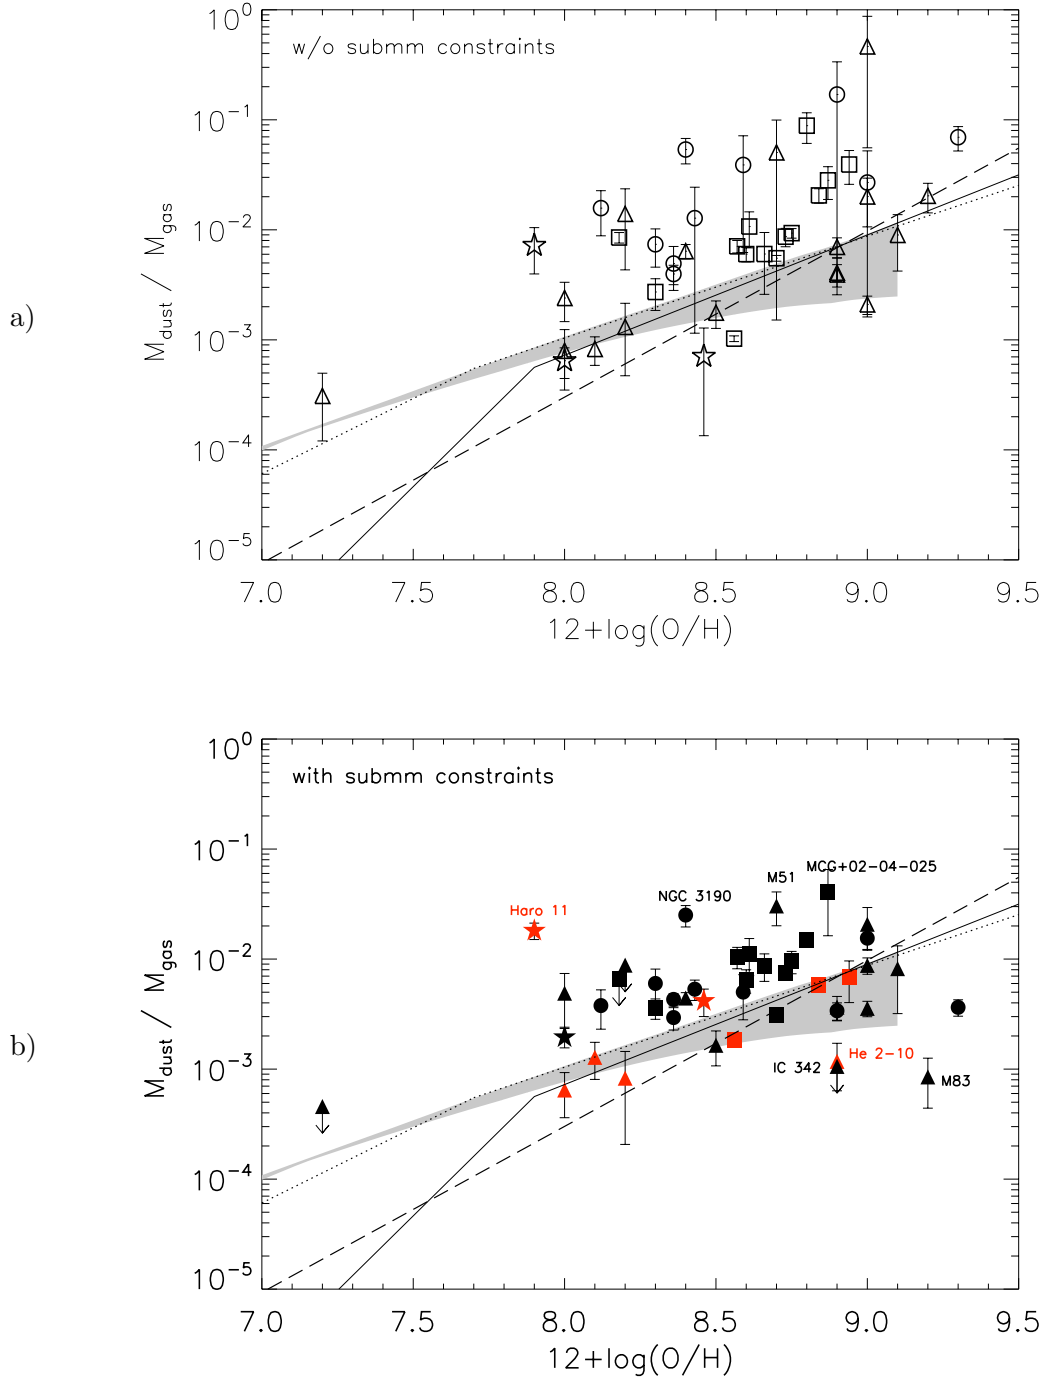 a)
w/o submm constraints
10^0
10^-1
10^-2
10^-3
10^-4
10^-5
M_dust / M_gas
7.0 7.5 8.0 8.5 9.0 9.5
12+log(O/H)
b)
with submm constraints
10^0
10^-1
10^-2
10^-3
10^-4
10^-5
M_dust / M_gas
MCG+02-04-025
M51
NGC 3190
Haro 11
He 2-10
IC 342
M83
7.0 7.5 8.0 8.5 9.0 9.5
12+log(O/H)